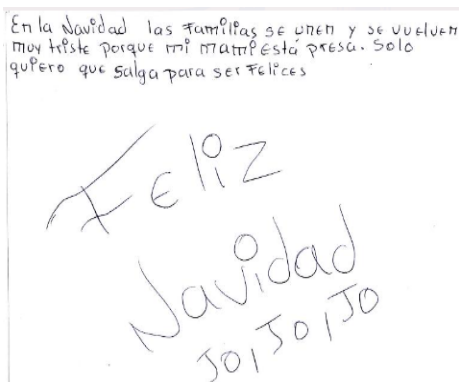 En la Navidad las Familias se unen y se vuelven
muy triste porque mi mami está presa. Solo
quiero que salga para ser Felices
Feliz
Navidad
JO, JO, JO